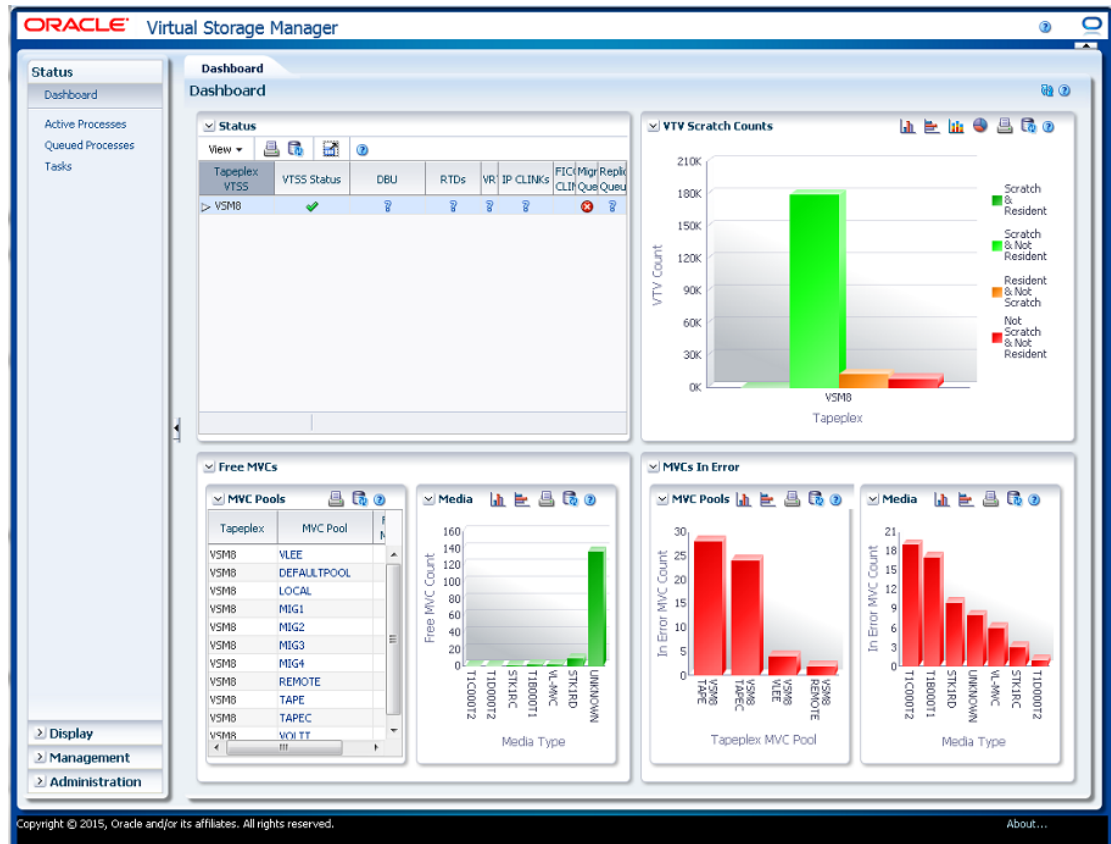 ORACLE Virtual Storage Manager
Status
Dashboard
Active Processes
Queued Processes
Tasks
Display
Management
Administration
Dashboard
Dashboard
Status
View
Tapeplex VTSS
VTSS Status
DBU
RTDs
IP CLINKs
VSM8
VTV Scratch Counts
210K
180K
150K
120K
90K
60K
30K
0K
VTV Count
VSM8
Tapeplex
Scratch
&
Resident
Scratch
& Not
Resident
Resident
& Not
Scratch
Not
Scratch
& Not
Resident
Free MVCs
MVC Pools
Tapeplex MVC Pool
VSM8 VLEE
VSM8 DEFAULTPOOL
VSM8 LOCAL
VSM8 MIG1
VSM8 MIG2
VSM8 MIG3
VSM8 MIG4
VSM8 REMOTE
VSM8 TAPE
VSM8 TAPEC
VSM8 VOLTT
Media
160
140
120
100
80
60
40
20
0
Free MVC Count
T1C000T2
T1D000T2
STK1RC
T1B000T1
VL-MVC
STK1RD
UNKNOWN
Media Type
MVCs In Error
MVC Pools
30
25
20
15
10
5
0
In Error MVC Count
VSM8 TAPE
VSM8 TAPEC
VSM8 VLEE
VSM8 REMOTE
Tapeplex MVC Pool
Media
21
18
15
12
9
6
3
0
In Error MVC Count
T1C000T2
T1B000T1
STK1RD
UNKNOWN
VL-MVC
STK1RC
T1D000T2
Media Type
Copyright © 2015, Oracle and/or its affiliates. All rights reserved.
About...